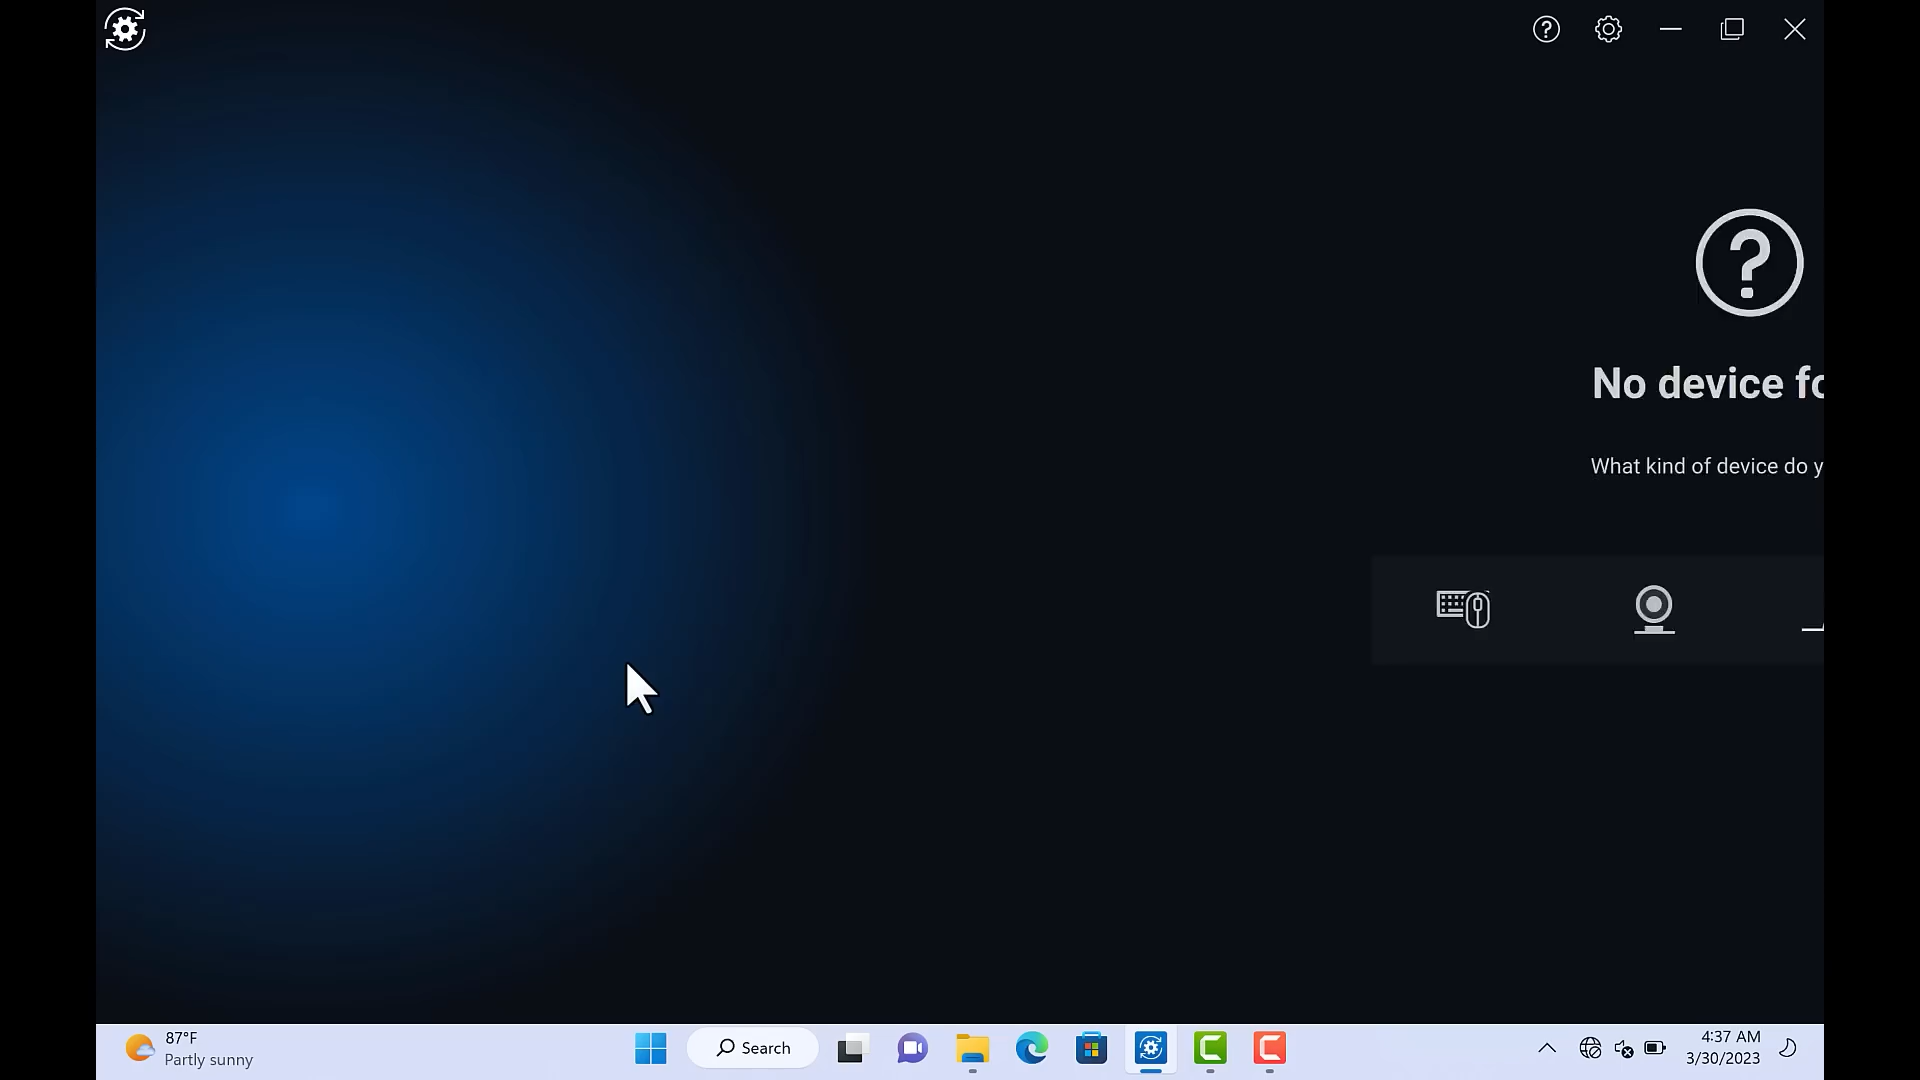 No device fo
What kind of device do y
87°F
Partly sunny
Search
4:37 AM
3/30/2023